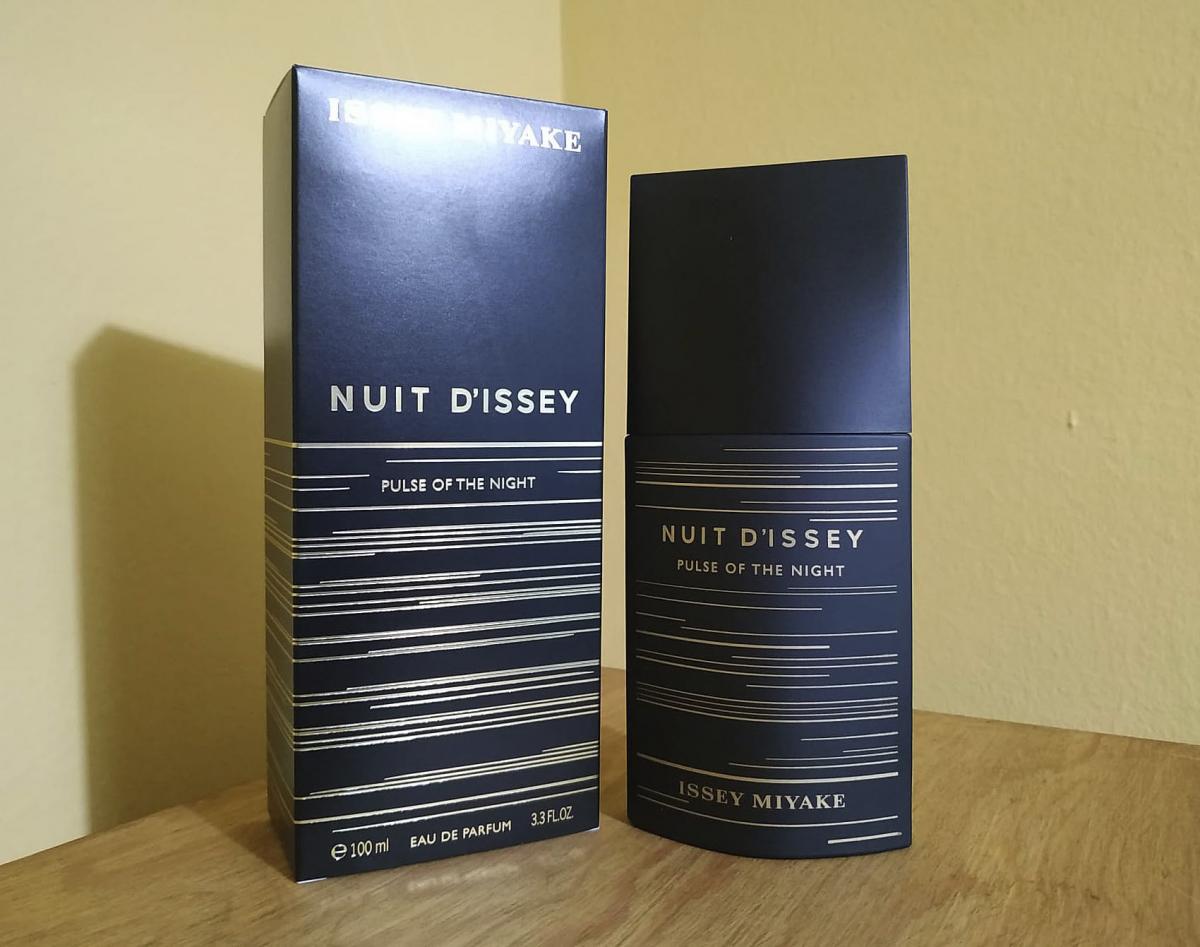 ISSEY MIYAKE
NUIT D'ISSEY
PULSE OF THE NIGHT
℮ 100 ml EAU DE PARFUM 3.3 FL.OZ.
NUIT D'ISSEY
PULSE OF THE NIGHT
ISSEY MIYAKE